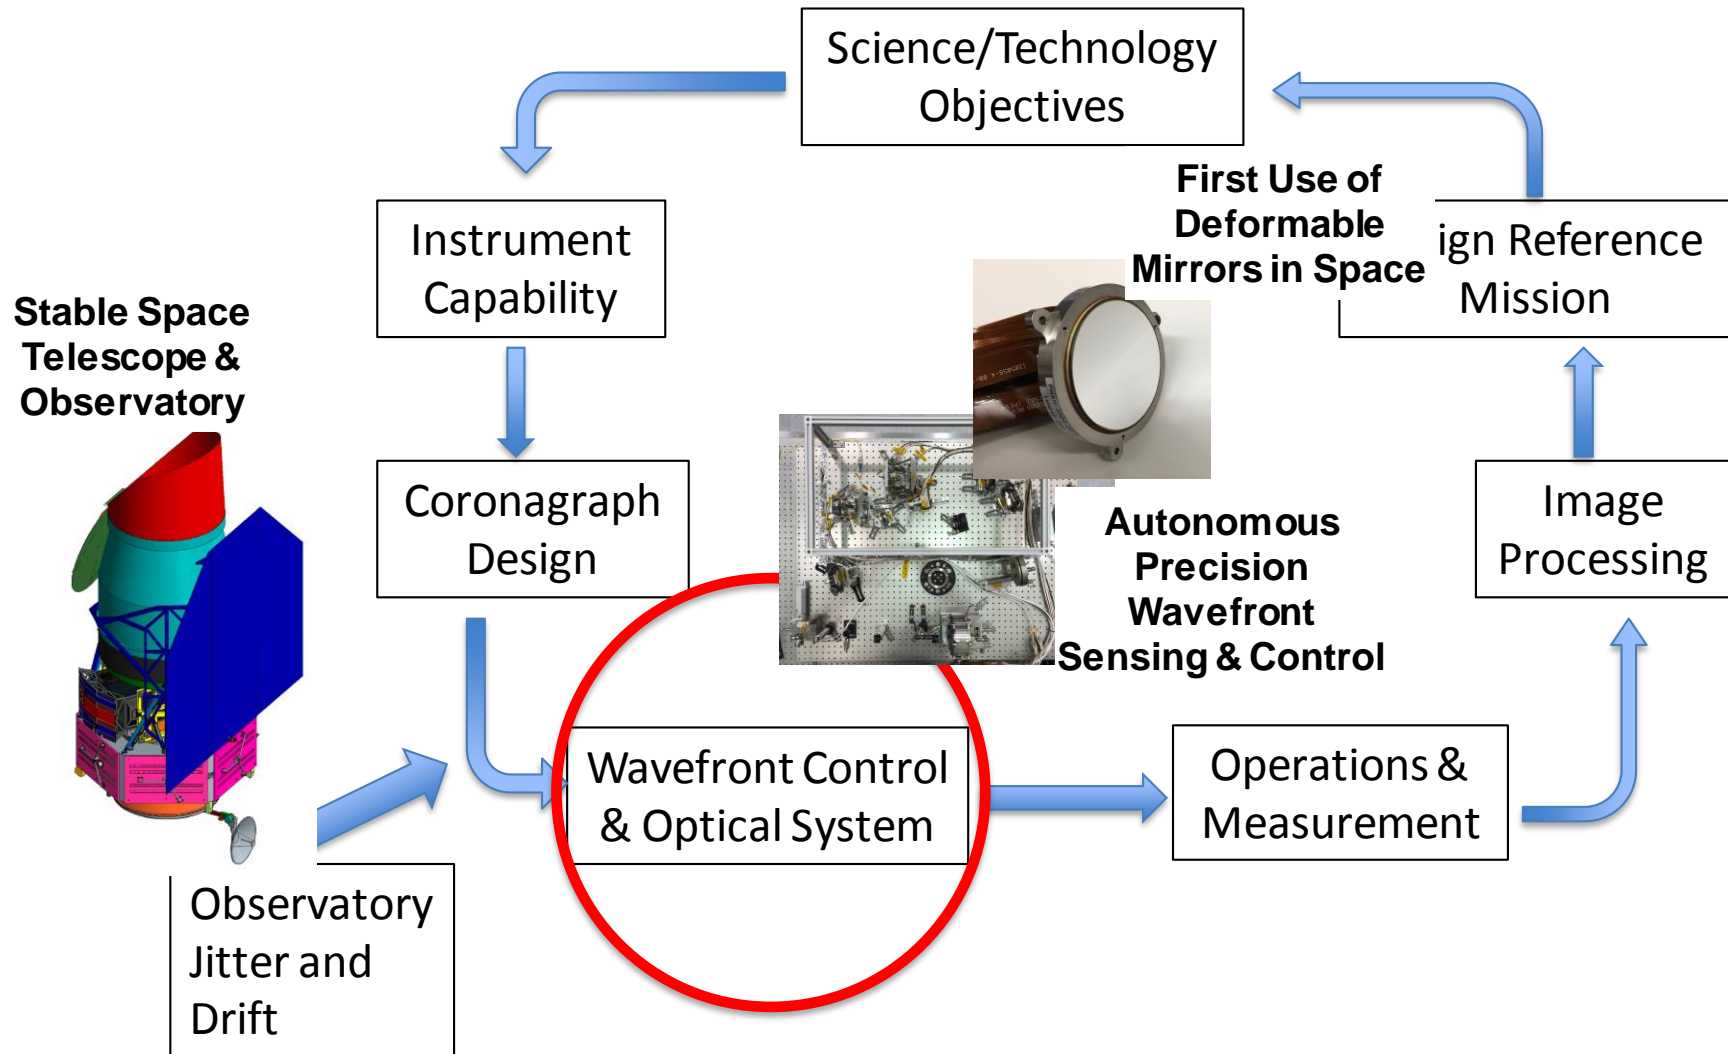 Science/Technology
Objectives
First Use of
Deformable
Mirrors in Space
Instrument
Capability
ign Reference
Mission
Stable Space
Telescope &
Observatory
Coronagraph
Design
Autonomous
Precision
Wavefront
Sensing & Control
Image
Processing
Wavefront Control
& Optical System
Operations &
Measurement
Observatory
Jitter and
Drift